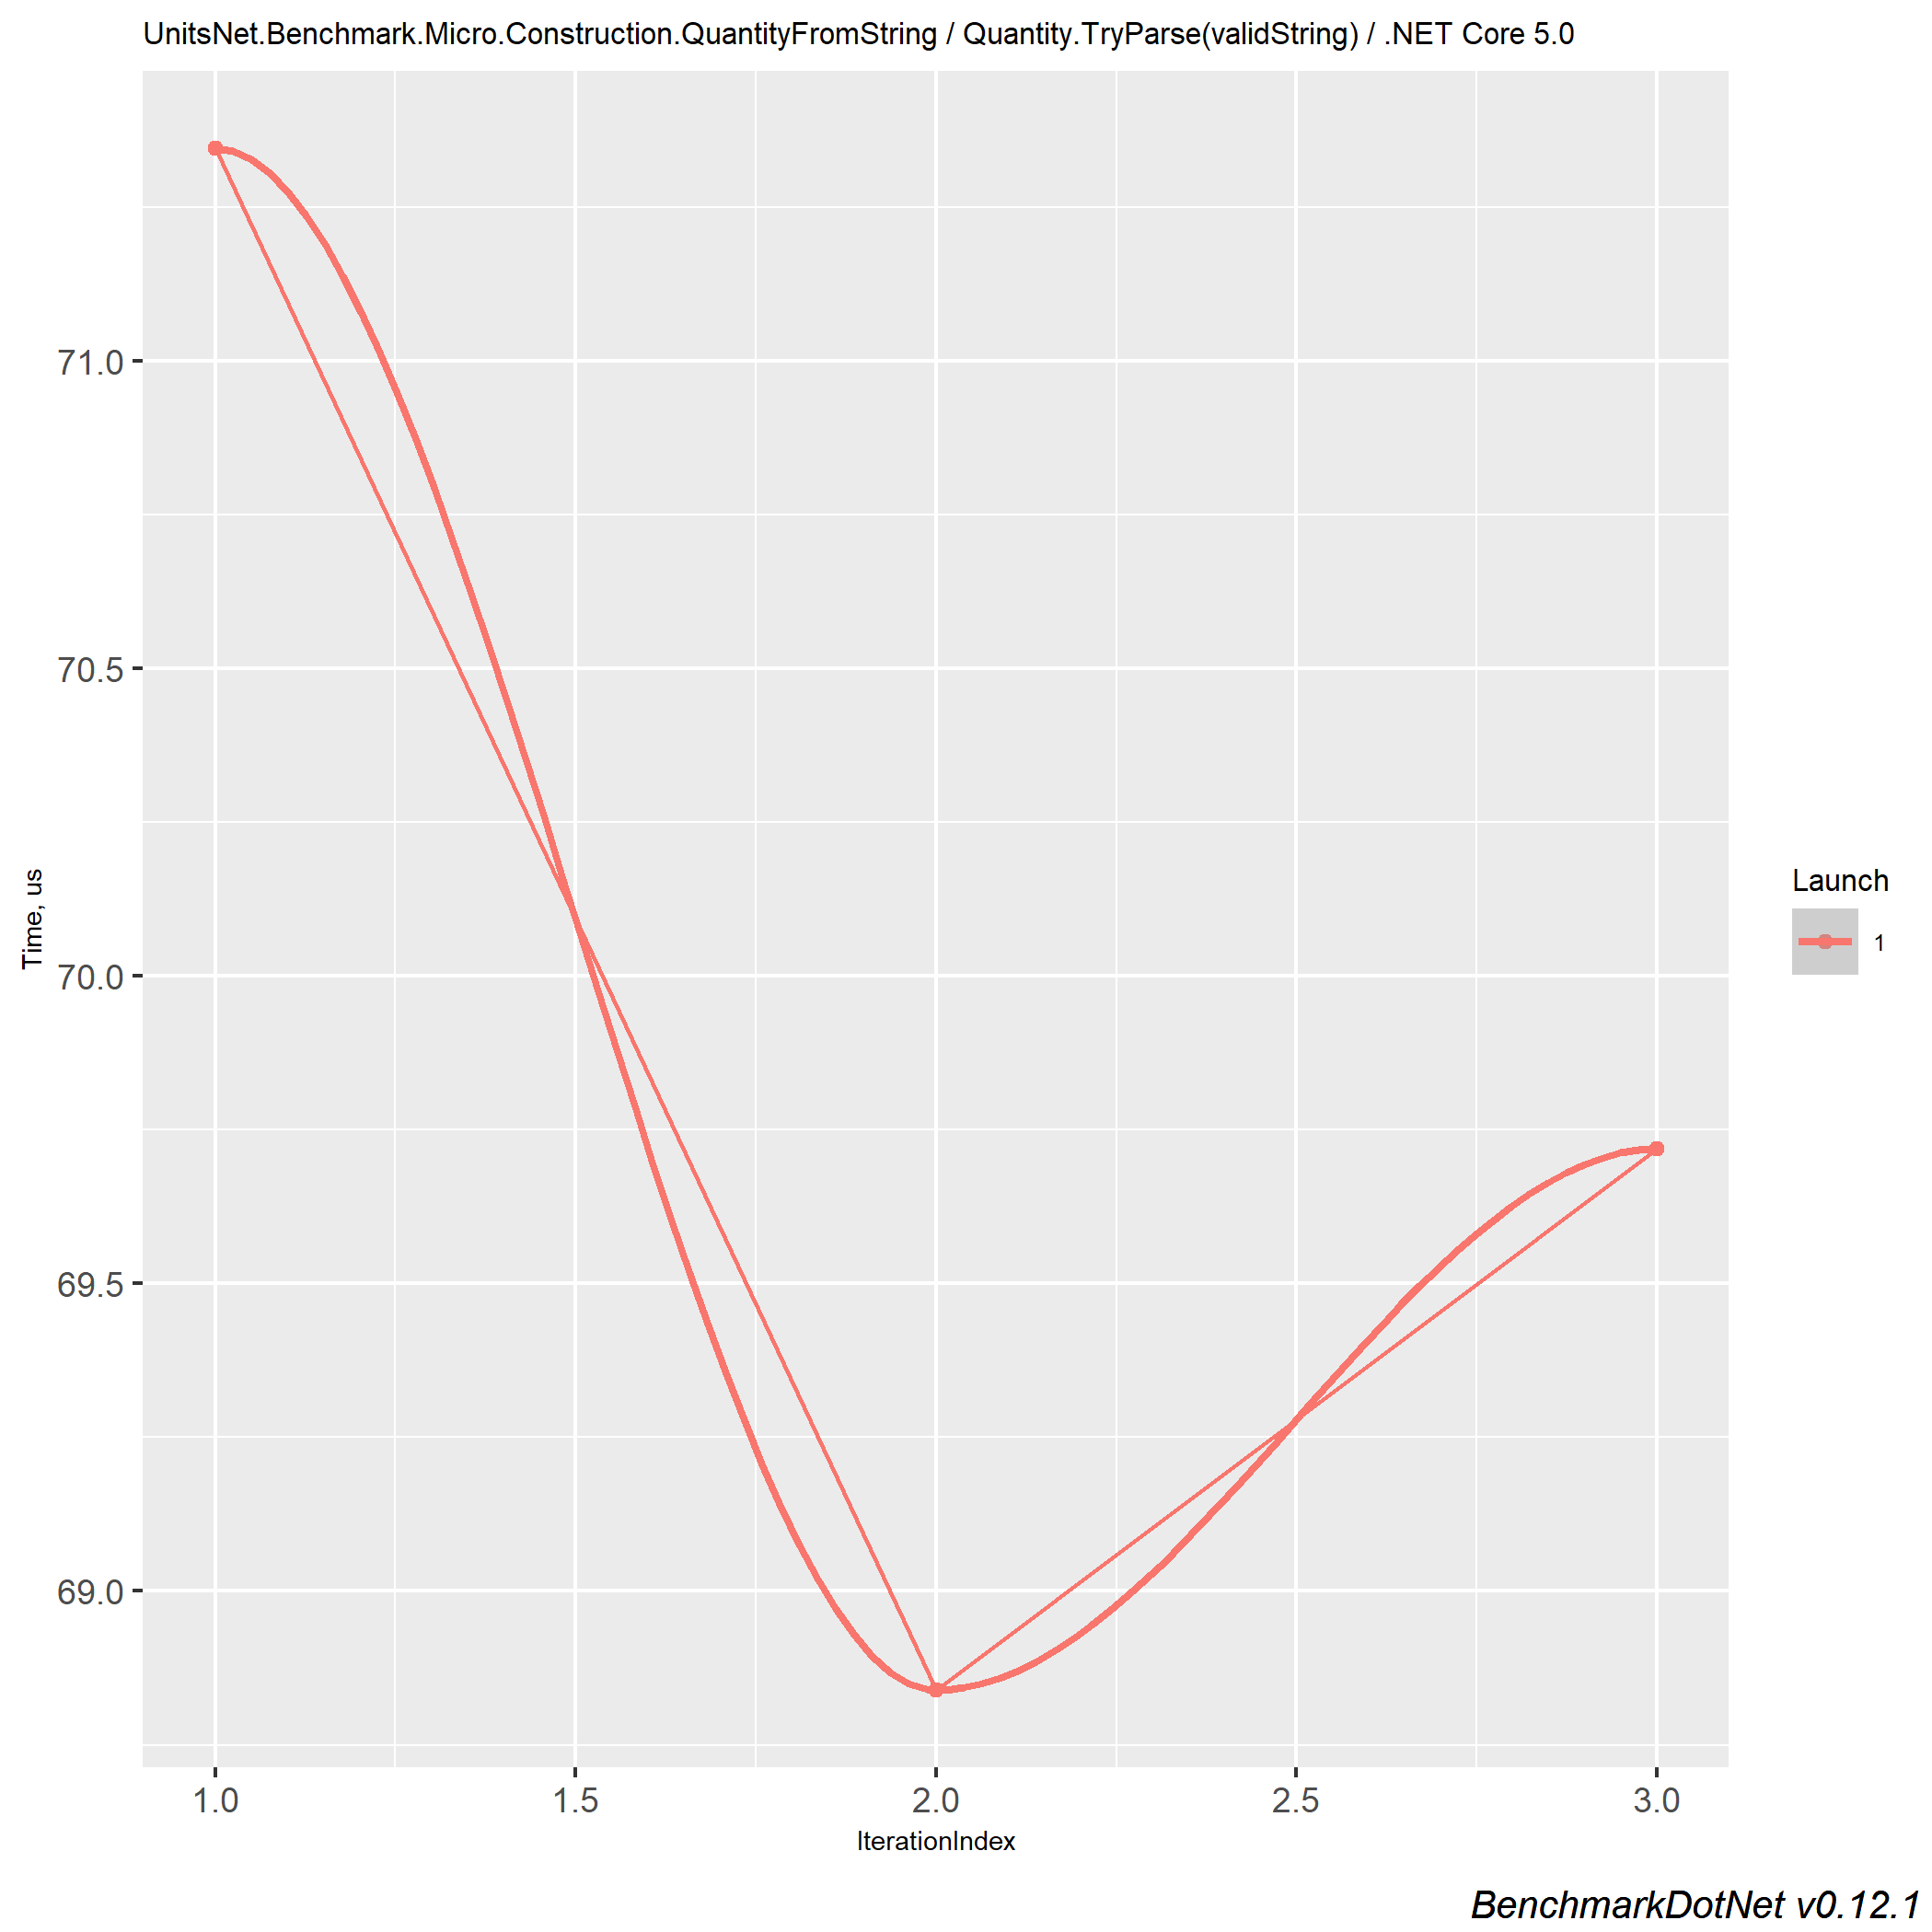 UnitsNet.Benchmark.Micro.Construction.QuantityFromString / Quantity.TryParse(validString) / .NET Core 5.0
71.0
70.5
70.0
69.5
69.0
Time, us
1.0 1.5 2.0 2.5 3.0
IterationIndex
Launch
1
BenchmarkDotNet v0.12.1